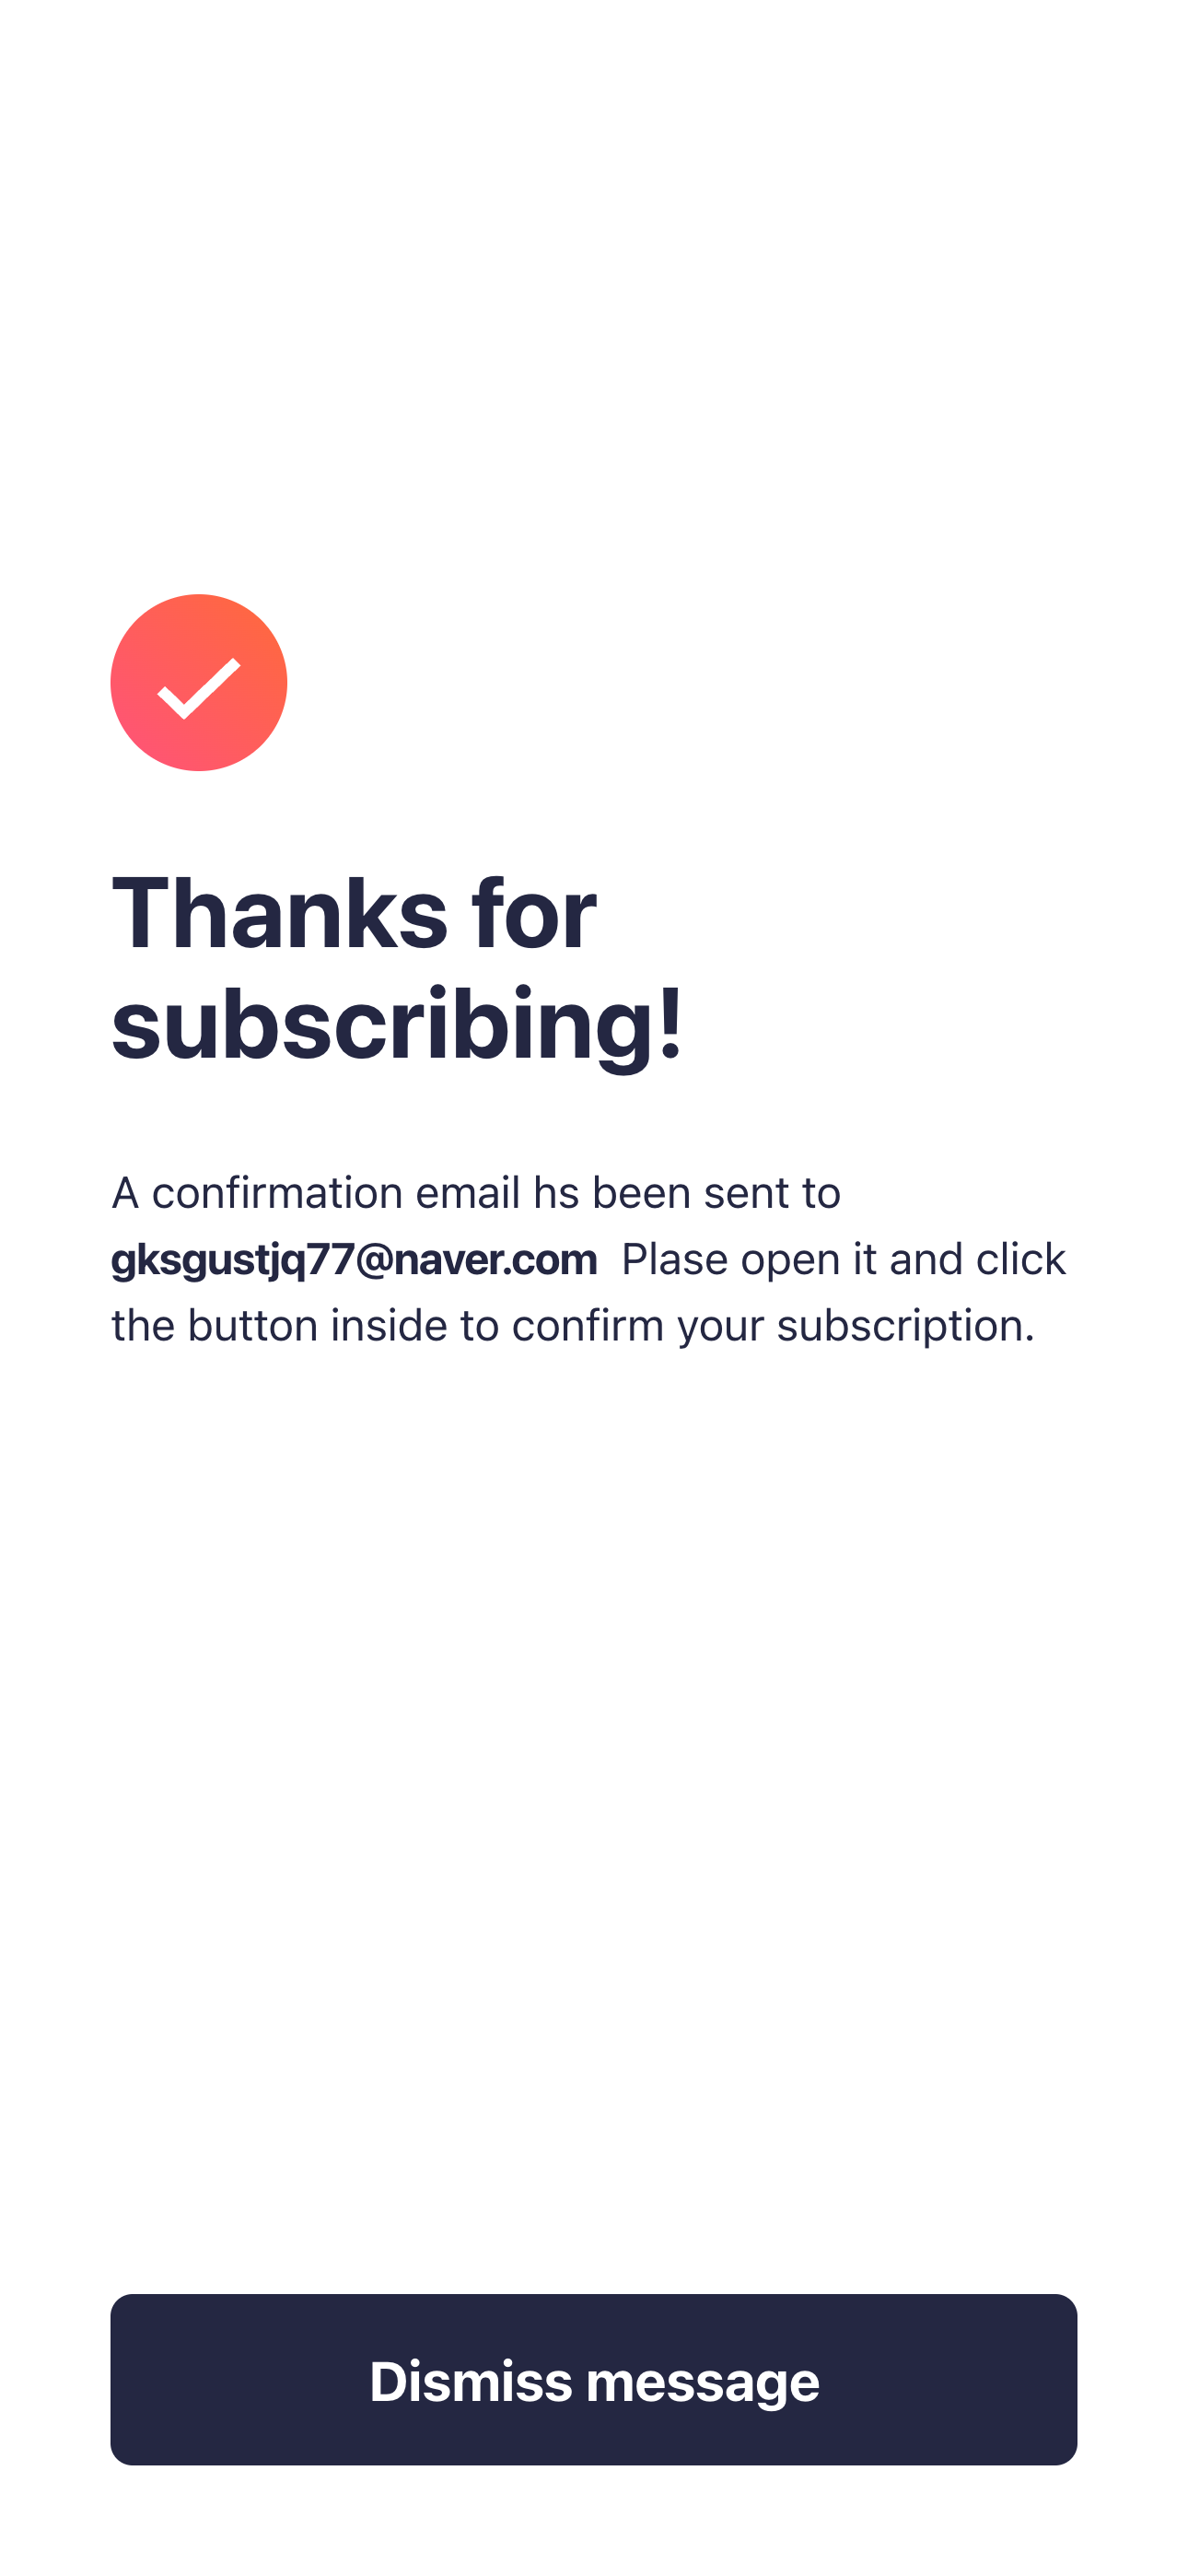 Thanks for
subscribing!
A confirmation email hs been sent to
gksgustjq77@naver.com Plase open it and click
the button inside to confirm your subscription.
Dismiss message